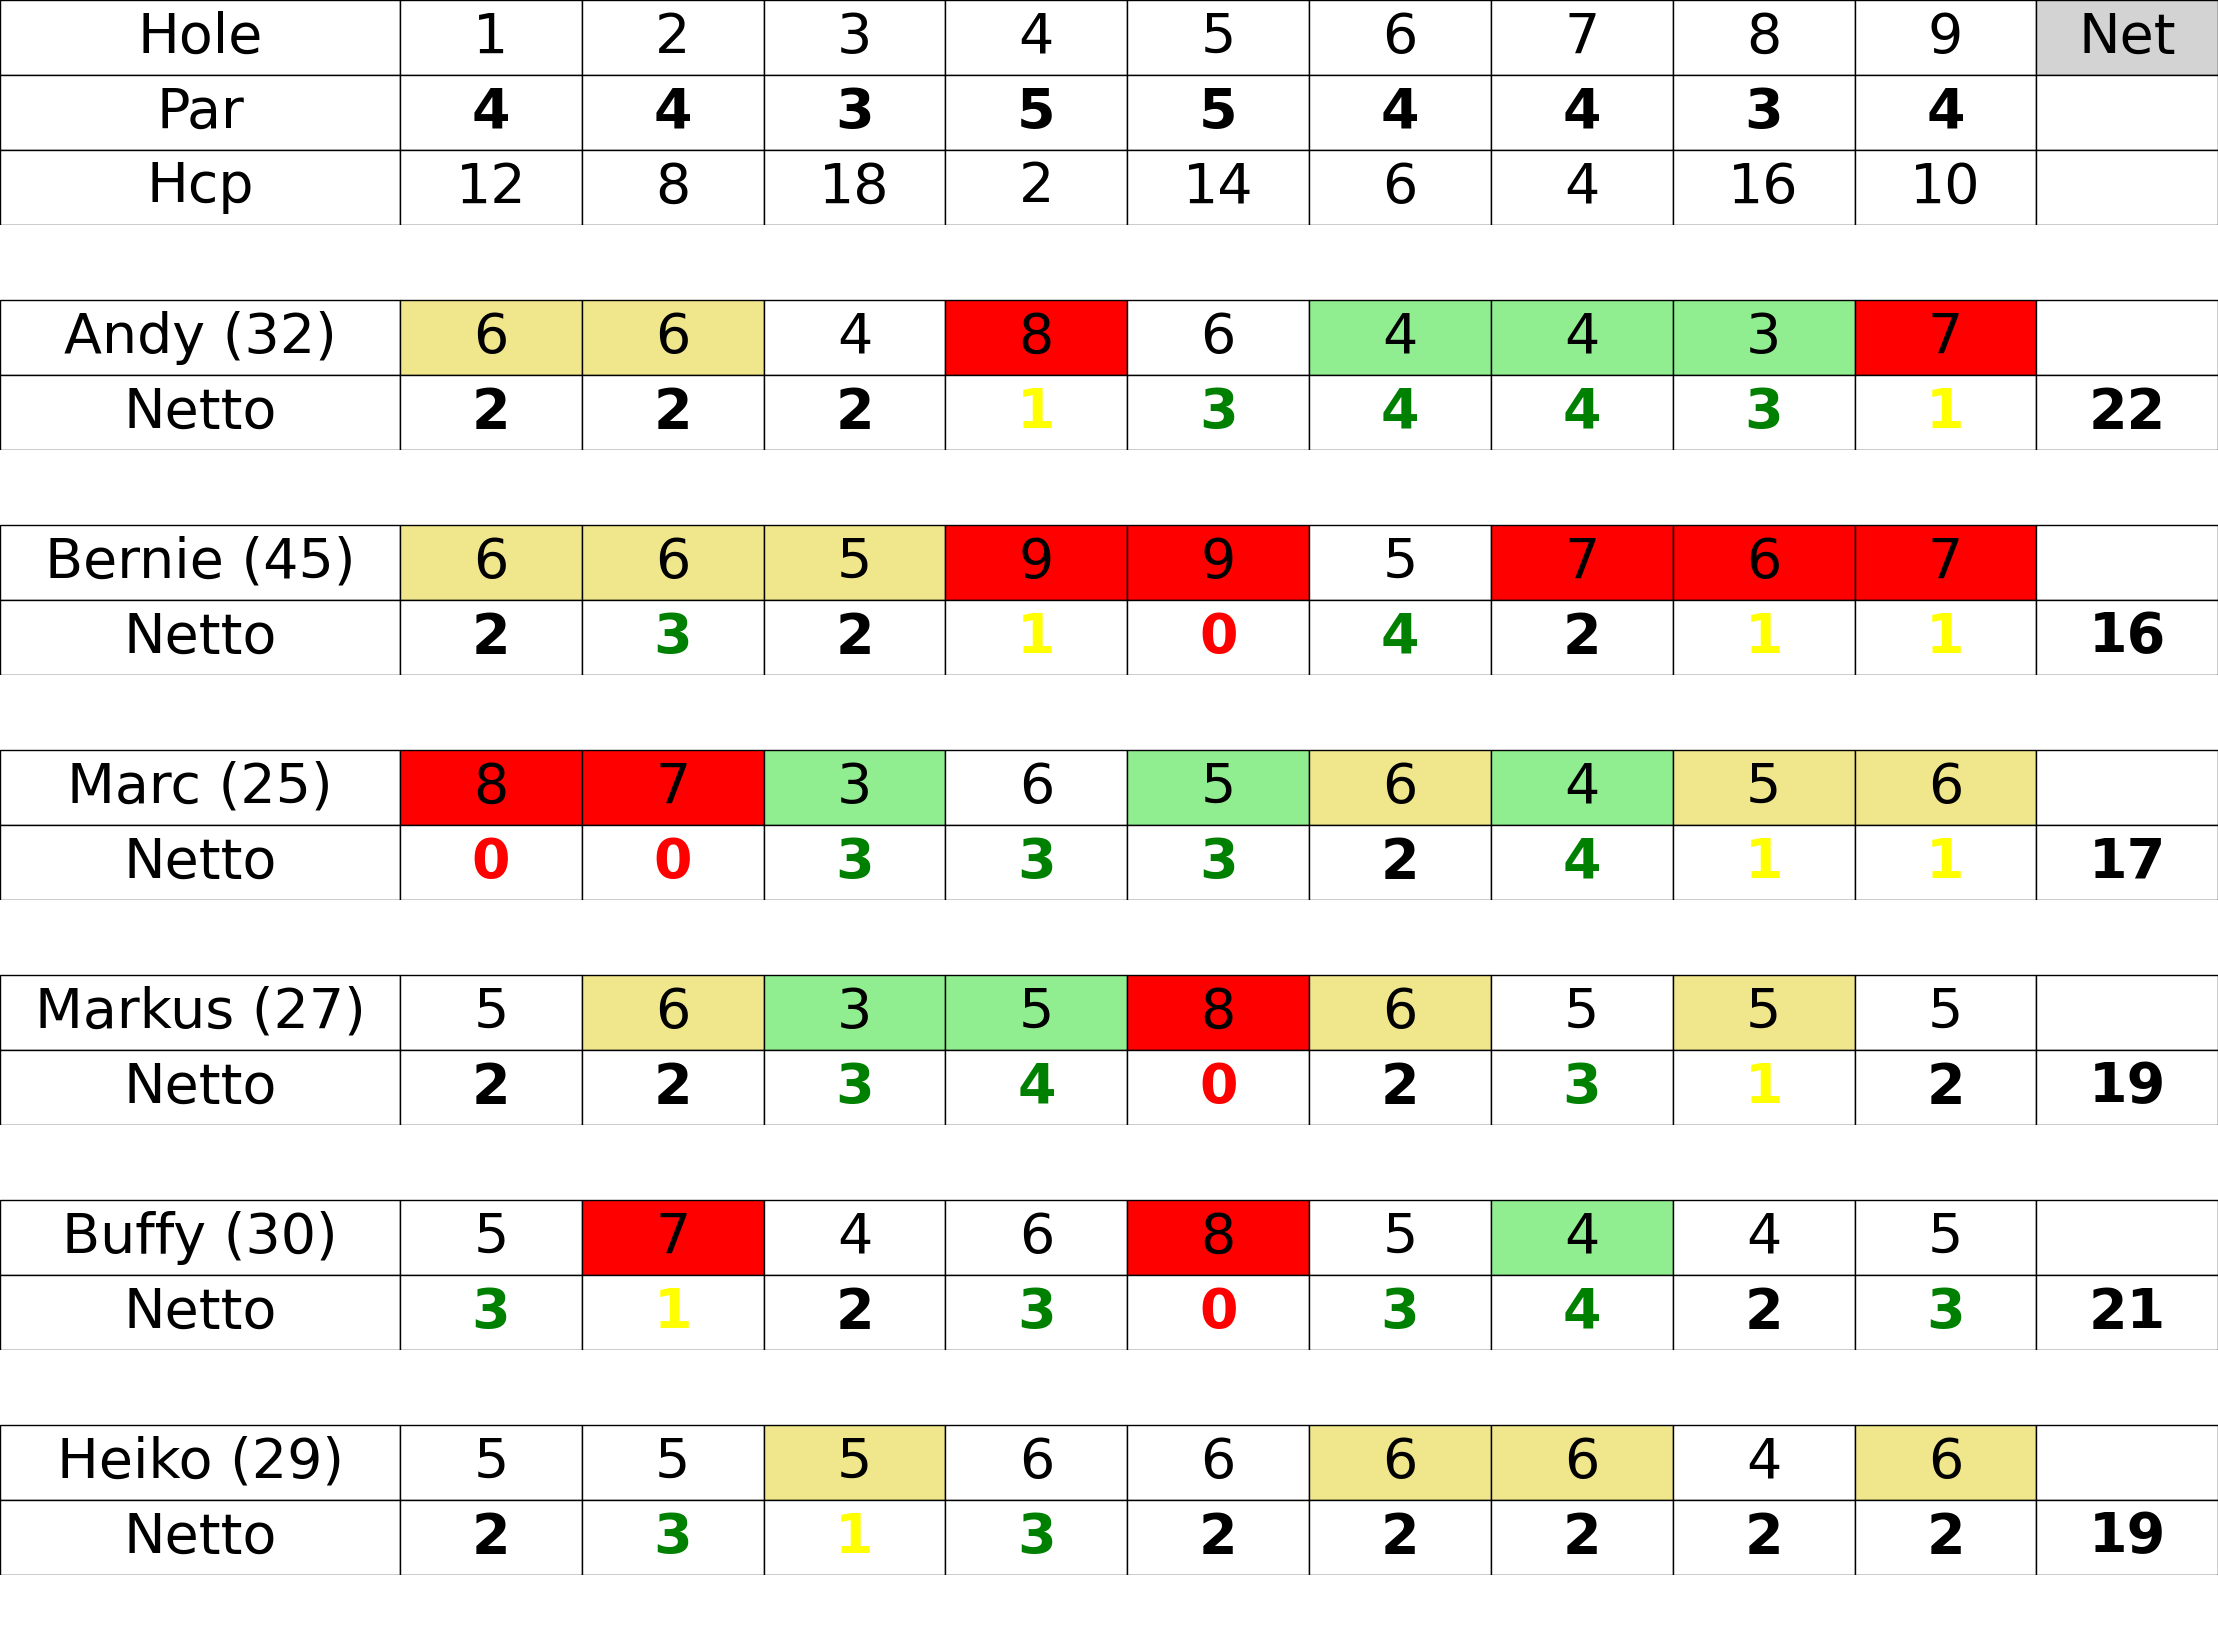 Hole 1 2 3 4 5 6 7 8 9 Net
Par 4 4 3 5 5 4 4 3 4
Hcp 12 8 18 2 14 6 4 16 10
Andy (32) 6 6 4 8 6 4 4 3 7
Netto 2 2 2 1 3 4 4 3 1 22
Bernie (45) 6 6 5 9 9 5 7 6 7
Netto 2 3 2 1 0 4 2 1 1 16
Marc (25) 8 7 3 6 5 6 4 5 6
Netto 0 0 3 3 3 2 4 1 1 17
Markus (27) 5 6 3 5 8 6 5 5 5
Netto 2 2 3 4 0 2 3 1 2 19
Buffy (30) 5 7 4 6 8 5 4 4 5
Netto 3 1 2 3 0 3 4 2 3 21
Heiko (29) 5 5 5 6 6 6 6 4 6
Netto 2 3 1 3 2 2 2 2 2 19